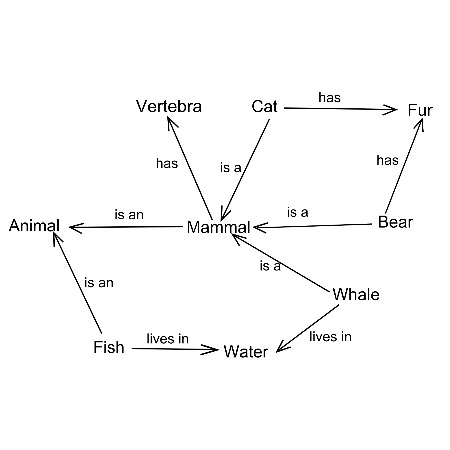 Vertebra
Cat
has
Fur
has
is a
has
Animal
is an
Mammal
is a
Bear
is an
is a
Whale
Fish
lives in
Water
lives in